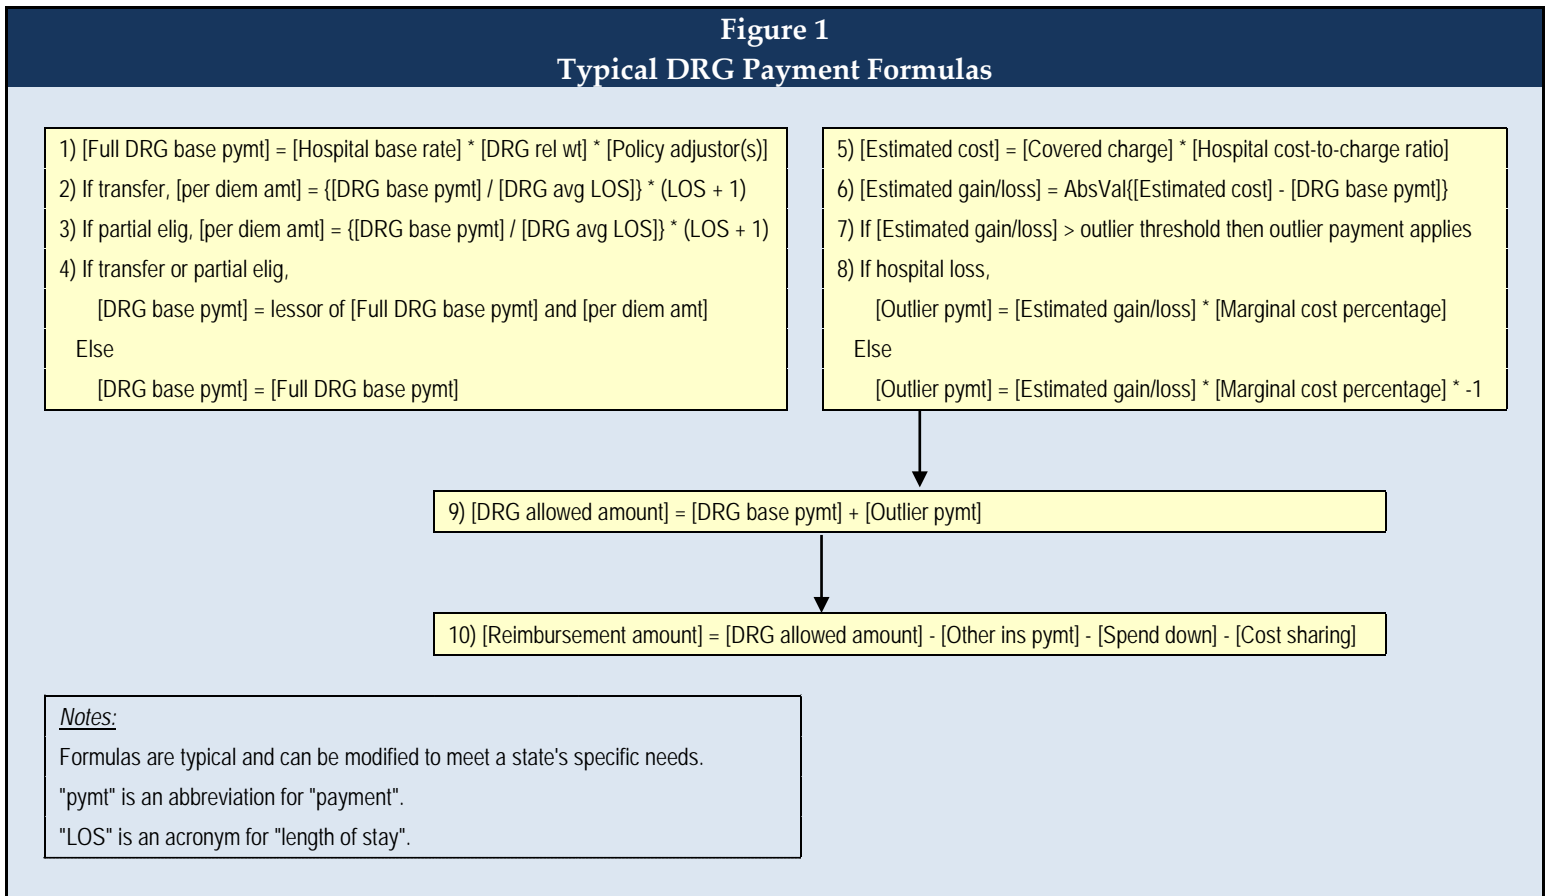 Figure 1
Typical DRG Payment Formulas
1) [Full DRG base pymt] = [Hospital base rate] * [DRG rel wt] * [Policy adjustor(s)]
2) If transfer, [per diem amt] = {[DRG base pymt] / [DRG avg LOS]} * (LOS + 1)
3) If partial elig, [per diem amt] = {[DRG base pymt] / [DRG avg LOS]} * (LOS + 1)
4) If transfer or partial elig,
[DRG base pymt] = lessor of [Full DRG base pymt] and [per diem amt]
Else
[DRG base pymt] = [Full DRG base pymt]
5) [Estimated cost] = [Covered charge] * [Hospital cost-to-charge ratio]
6) [Estimated gain/loss] = AbsVal{[Estimated cost] - [DRG base pymt]}
7) If [Estimated gain/loss] > outlier threshold then outlier payment applies
8) If hospital loss,
[Outlier pymt] = [Estimated gain/loss] * [Marginal cost percentage]
Else
[Outlier pymt] = [Estimated gain/loss] * [Marginal cost percentage] * -1
9) [DRG allowed amount] = [DRG base pymt] + [Outlier pymt]
10) [Reimbursement amount] = [DRG allowed amount] - [Other ins pymt] - [Spend down] - [Cost sharing]
Notes:
Formulas are typical and can be modified to meet a state's specific needs.
"pymt" is an abbreviation for "payment".
"LOS" is an acronym for "length of stay".